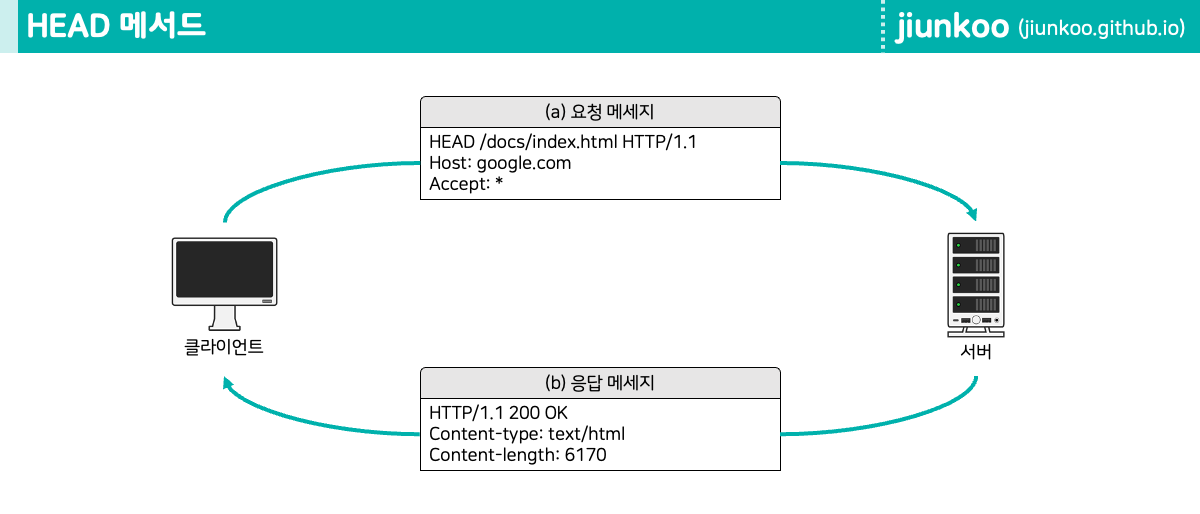 HEAD 메서드
jiunkoo (jiunkoo.github.io)
(a) 요청 메세지
HEAD /docs/index.html HTTP/1.1
Host: google.com
Accept: *
클라이언트
서버
(b) 응답 메세지
HTTP/1.1 200 OK
Content-type: text/html
Content-length: 6170